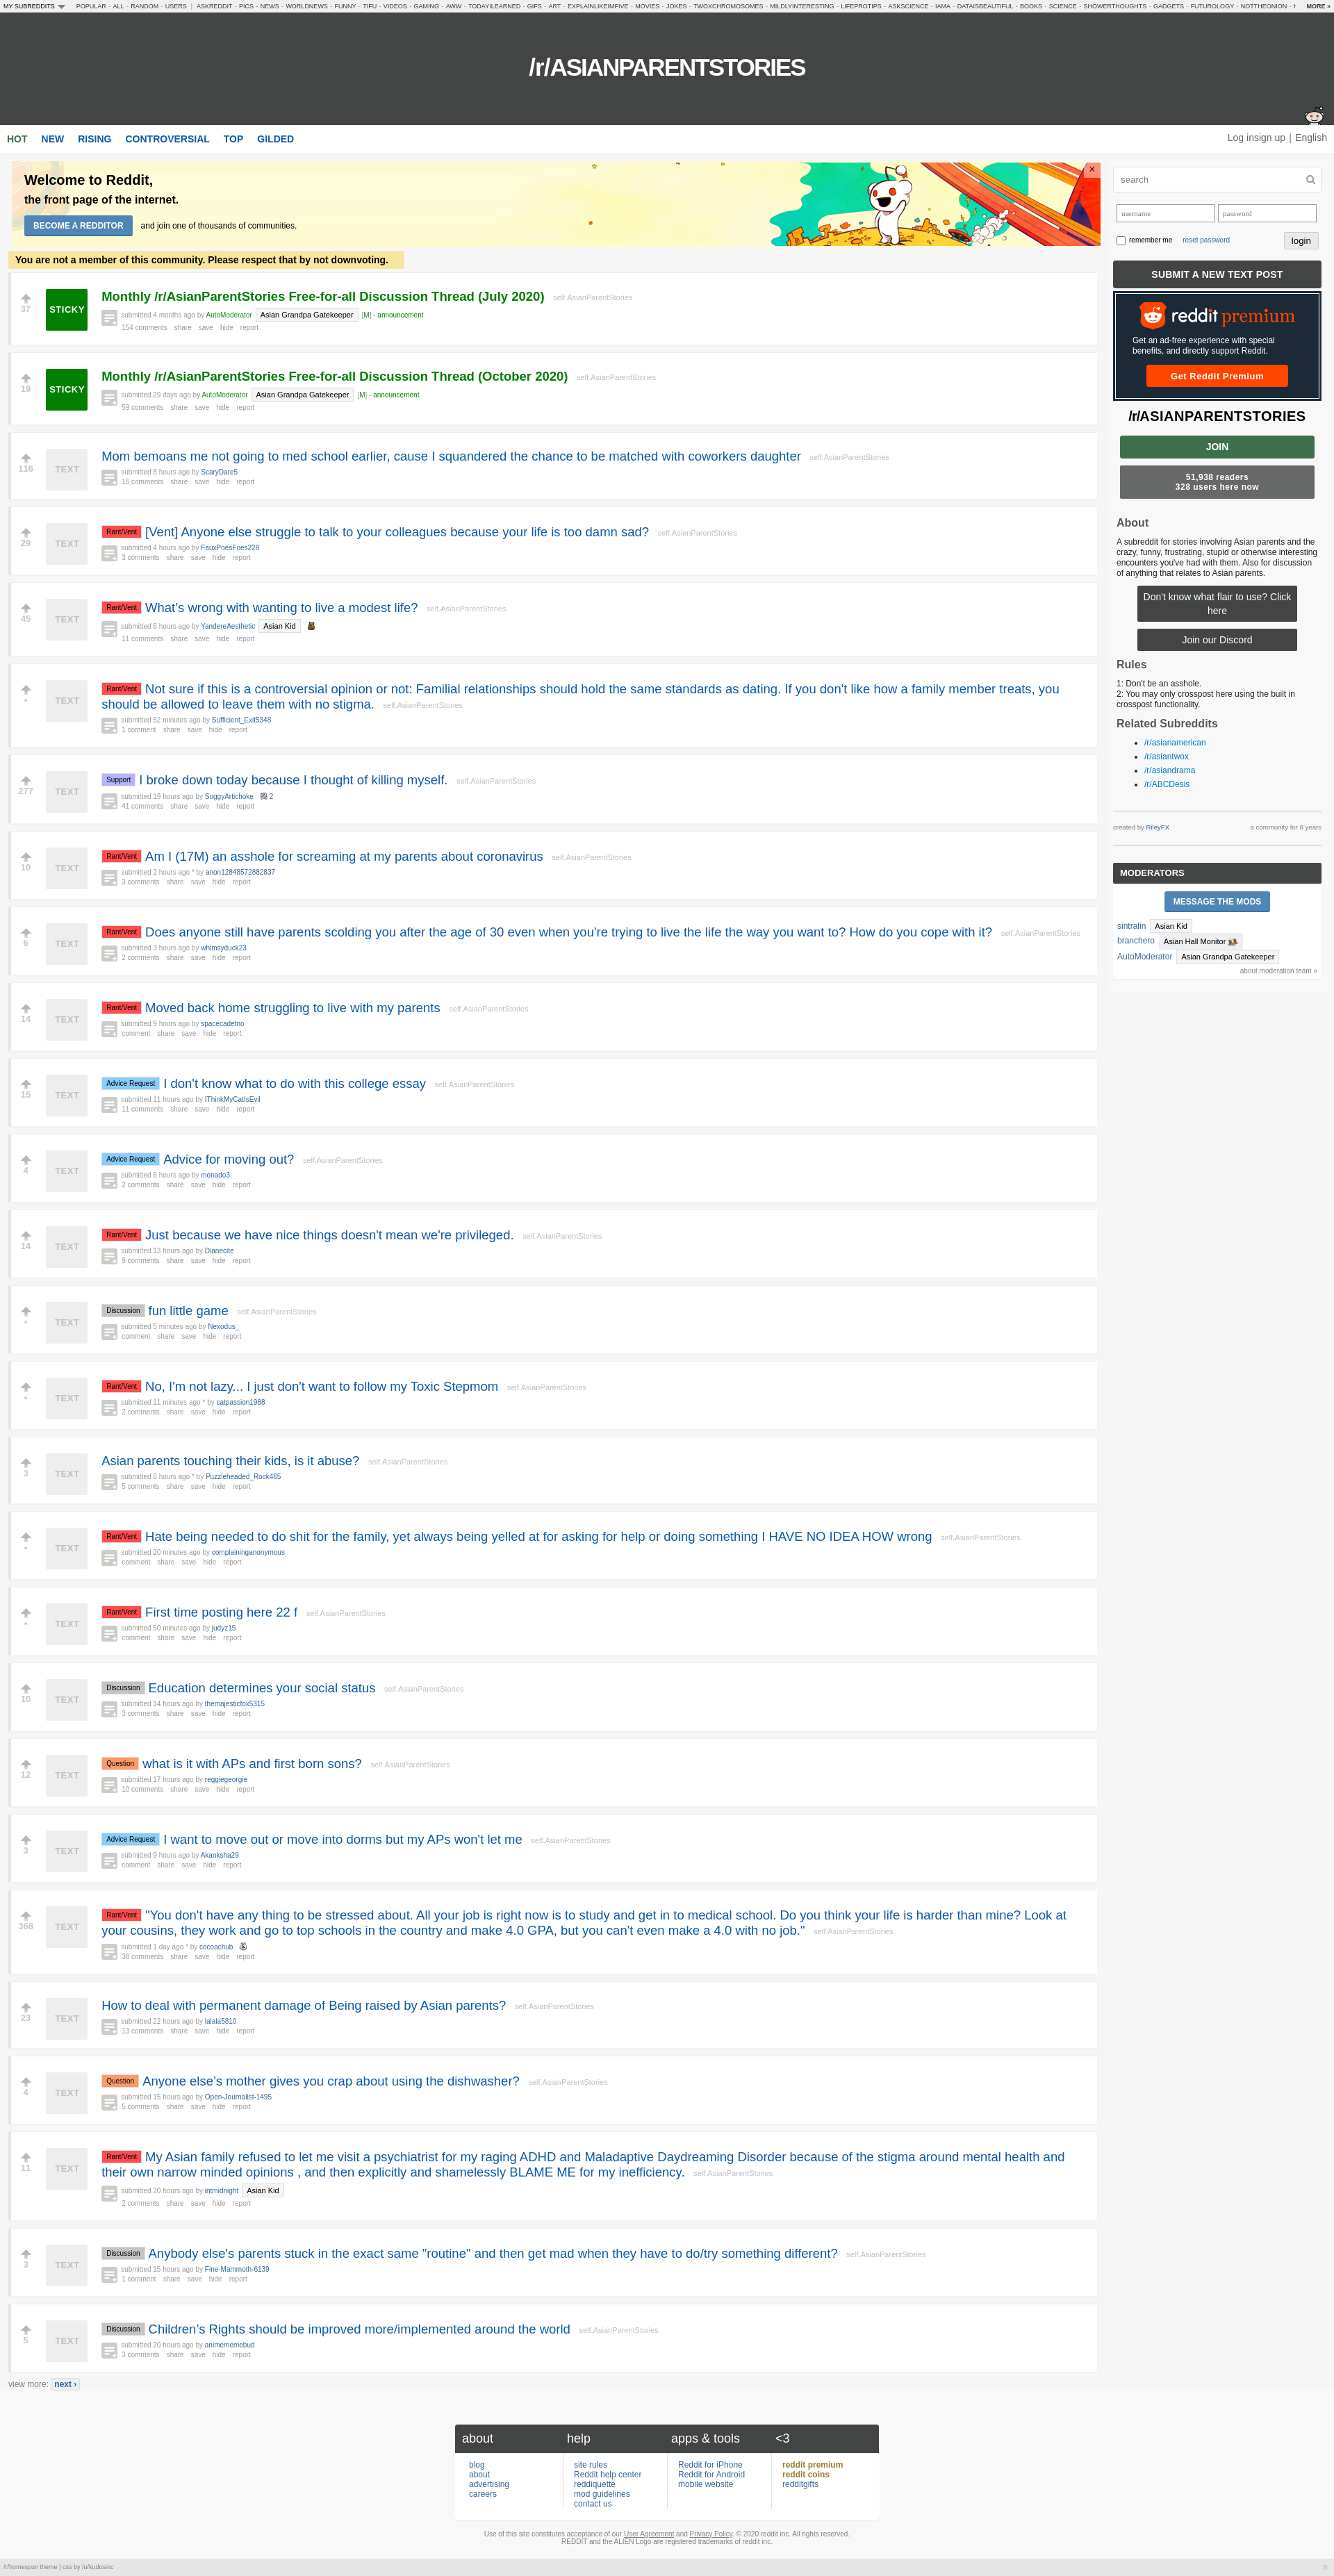 MY SUBREDDITS POPULAR - ALL - RANDOM - USERS | ASKREDDIT - PICS - NEWS - WORLDNEWS - FUNNY - TIFU - VIDEOS - GAMING - AWW - TODAYILEARNED - GIFS - ART - EXPLAINLIKEIMFIVE - MOVIES - JOKES - TWOXCHROMOSOMES - MILDLYINTERESTING - LIFEPROTIPS - ASKSCIENCE - IAMA - DATAISBEAUTIFUL - BOOKS - SCIENCE - SHOWERTHOUGHTS - GADGETS - FUTUROLOGY - NOTTHEONION - MORE »
/r/ASIANPARENTSTORIES
HOT NEW RISING CONTROVERSIAL TOP GILDED
Log in sign up | English
Welcome to Reddit,
the front page of the internet.
BECOME A REDDITOR and join one of thousands of communities.
×
You are not a member of this community. Please respect that by not downvoting.
37
STICKY
Monthly /r/AsianParentStories Free-for-all Discussion Thread (July 2020) self.AsianParentStories
submitted 4 months ago by AutoModerator Asian Grandpa Gatekeeper [M] - announcement
154 comments share save hide report
19
STICKY
Monthly /r/AsianParentStories Free-for-all Discussion Thread (October 2020) self.AsianParentStories
submitted 29 days ago by AutoModerator Asian Grandpa Gatekeeper [M] - announcement
59 comments share save hide report
116
TEXT
Mom bemoans me not going to med school earlier, cause I squandered the chance to be matched with coworkers daughter self.AsianParentStories
submitted 8 hours ago by ScaryDare5
15 comments share save hide report
29
TEXT
Rant/Vent [Vent] Anyone else struggle to talk to your colleagues because your life is too damn sad? self.AsianParentStories
submitted 4 hours ago by FauxPoesFoes228
3 comments share save hide report
45
TEXT
Rant/Vent What's wrong with wanting to live a modest life? self.AsianParentStories
submitted 6 hours ago by YandereAesthetic Asian Kid
11 comments share save hide report
•
TEXT
Rant/Vent Not sure if this is a controversial opinion or not: Familial relationships should hold the same standards as dating. If you don't like how a family member treats, you
should be allowed to leave them with no stigma. self.AsianParentStories
submitted 52 minutes ago by Sufficient_Exit5348
1 comment share save hide report
277
TEXT
Support I broke down today because I thought of killing myself. self.AsianParentStories
submitted 19 hours ago by SoggyArtichoke 2
41 comments share save hide report
10
TEXT
Rant/Vent Am I (17M) an asshole for screaming at my parents about coronavirus self.AsianParentStories
submitted 2 hours ago * by anon12848572882837
3 comments share save hide report
6
TEXT
Rant/Vent Does anyone still have parents scolding you after the age of 30 even when you're trying to live the life the way you want to? How do you cope with it? self.AsianParentStories
submitted 3 hours ago by whimsyduck23
2 comments share save hide report
14
TEXT
Rant/Vent Moved back home struggling to live with my parents self.AsianParentStories
submitted 9 hours ago by spacecadetno
comment share save hide report
15
TEXT
Advice Request I don't know what to do with this college essay self.AsianParentStories
submitted 11 hours ago by IThinkMyCatIsEvil
11 comments share save hide report
4
TEXT
Advice Request Advice for moving out? self.AsianParentStories
submitted 6 hours ago by monado3
2 comments share save hide report
14
TEXT
Rant/Vent Just because we have nice things doesn't mean we're privileged. self.AsianParentStories
submitted 13 hours ago by Dianecite
9 comments share save hide report
•
TEXT
Discussion fun little game self.AsianParentStories
submitted 5 minutes ago by Nexodus_
comment share save hide report
•
TEXT
Rant/Vent No, I'm not lazy... I just don't want to follow my Toxic Stepmom self.AsianParentStories
submitted 11 minutes ago * by catpassion1988
2 comments share save hide report
3
TEXT
Asian parents touching their kids, is it abuse? self.AsianParentStories
submitted 6 hours ago * by Puzzleheaded_Rock465
5 comments share save hide report
•
TEXT
Rant/Vent Hate being needed to do shit for the family, yet always being yelled at for asking for help or doing something I HAVE NO IDEA HOW wrong self.AsianParentStories
submitted 20 minutes ago by complaininganonymous
comment share save hide report
•
TEXT
Rant/Vent First time posting here 22 f self.AsianParentStories
submitted 50 minutes ago by judyz15
comment share save hide report
10
TEXT
Discussion Education determines your social status self.AsianParentStories
submitted 14 hours ago by themajesticfox5315
3 comments share save hide report
12
TEXT
Question what is it with APs and first born sons? self.AsianParentStories
submitted 17 hours ago by reggiegeorgie
10 comments share save hide report
3
TEXT
Advice Request I want to move out or move into dorms but my APs won't let me self.AsianParentStories
submitted 9 hours ago by Akanksha29
comment share save hide report
368
TEXT
Rant/Vent "You don't have any thing to be stressed about. All your job is right now is to study and get in to medical school. Do you think your life is harder than mine? Look at
your cousins, they work and go to top schools in the country and make 4.0 GPA, but you can't even make a 4.0 with no job." self.AsianParentStories
submitted 1 day ago * by cocoachub
38 comments share save hide report
23
TEXT
How to deal with permanent damage of Being raised by Asian parents? self.AsianParentStories
submitted 22 hours ago by lalala5810
13 comments share save hide report
4
TEXT
Question Anyone else's mother gives you crap about using the dishwasher? self.AsianParentStories
submitted 15 hours ago by Open-Journalist-1495
5 comments share save hide report
11
TEXT
Rant/Vent My Asian family refused to let me visit a psychiatrist for my raging ADHD and Maladaptive Daydreaming Disorder because of the stigma around mental health and
their own narrow minded opinions , and then explicitly and shamelessly BLAME ME for my inefficiency. self.AsianParentStories
submitted 20 hours ago by intmidnight Asian Kid
2 comments share save hide report
3
TEXT
Discussion Anybody else's parents stuck in the exact same "routine" and then get mad when they have to do/try something different? self.AsianParentStories
submitted 15 hours ago by Fine-Mammoth-6139
1 comment share save hide report
5
TEXT
Discussion Children's Rights should be improved more/implemented around the world self.AsianParentStories
submitted 20 hours ago by animememebud
3 comments share save hide report
view more: next ›
search
username password
remember me reset password login
SUBMIT A NEW TEXT POST
reddit premium
Get an ad-free experience with special
benefits, and directly support Reddit.
Get Reddit Premium
/r/ASIANPARENTSTORIES
JOIN
51,938 readers
328 users here now
About
A subreddit for stories involving Asian parents and the
crazy, funny, frustrating, stupid or otherwise interesting
encounters you've had with them. Also for discussion
of anything that relates to Asian parents.
Don't know what flair to use? Click
here
Join our Discord
Rules
1: Don't be an asshole.
2: You may only crosspost here using the built in
crosspost functionality.
Related Subreddits
/r/asianamerican
/r/asiantwox
/r/asiandrama
/r/ABCDesis
created by RileyFX a community for 8 years
MODERATORS
MESSAGE THE MODS
sintralin Asian Kid
branchero Asian Hall Monitor
AutoModerator Asian Grandpa Gatekeeper
about moderation team »
about
blog
about
advertising
careers
help
site rules
Reddit help center
reddiquette
mod guidelines
contact us
apps & tools
Reddit for iPhone
Reddit for Android
mobile website
<3
reddit premium
reddit coins
redditgifts
Use of this site constitutes acceptance of our User Agreement and Privacy Policy. © 2020 reddit inc. All rights reserved.
REDDIT and the ALIEN Logo are registered trademarks of reddit inc.
/r/homespun theme | css by /u/kudosinc